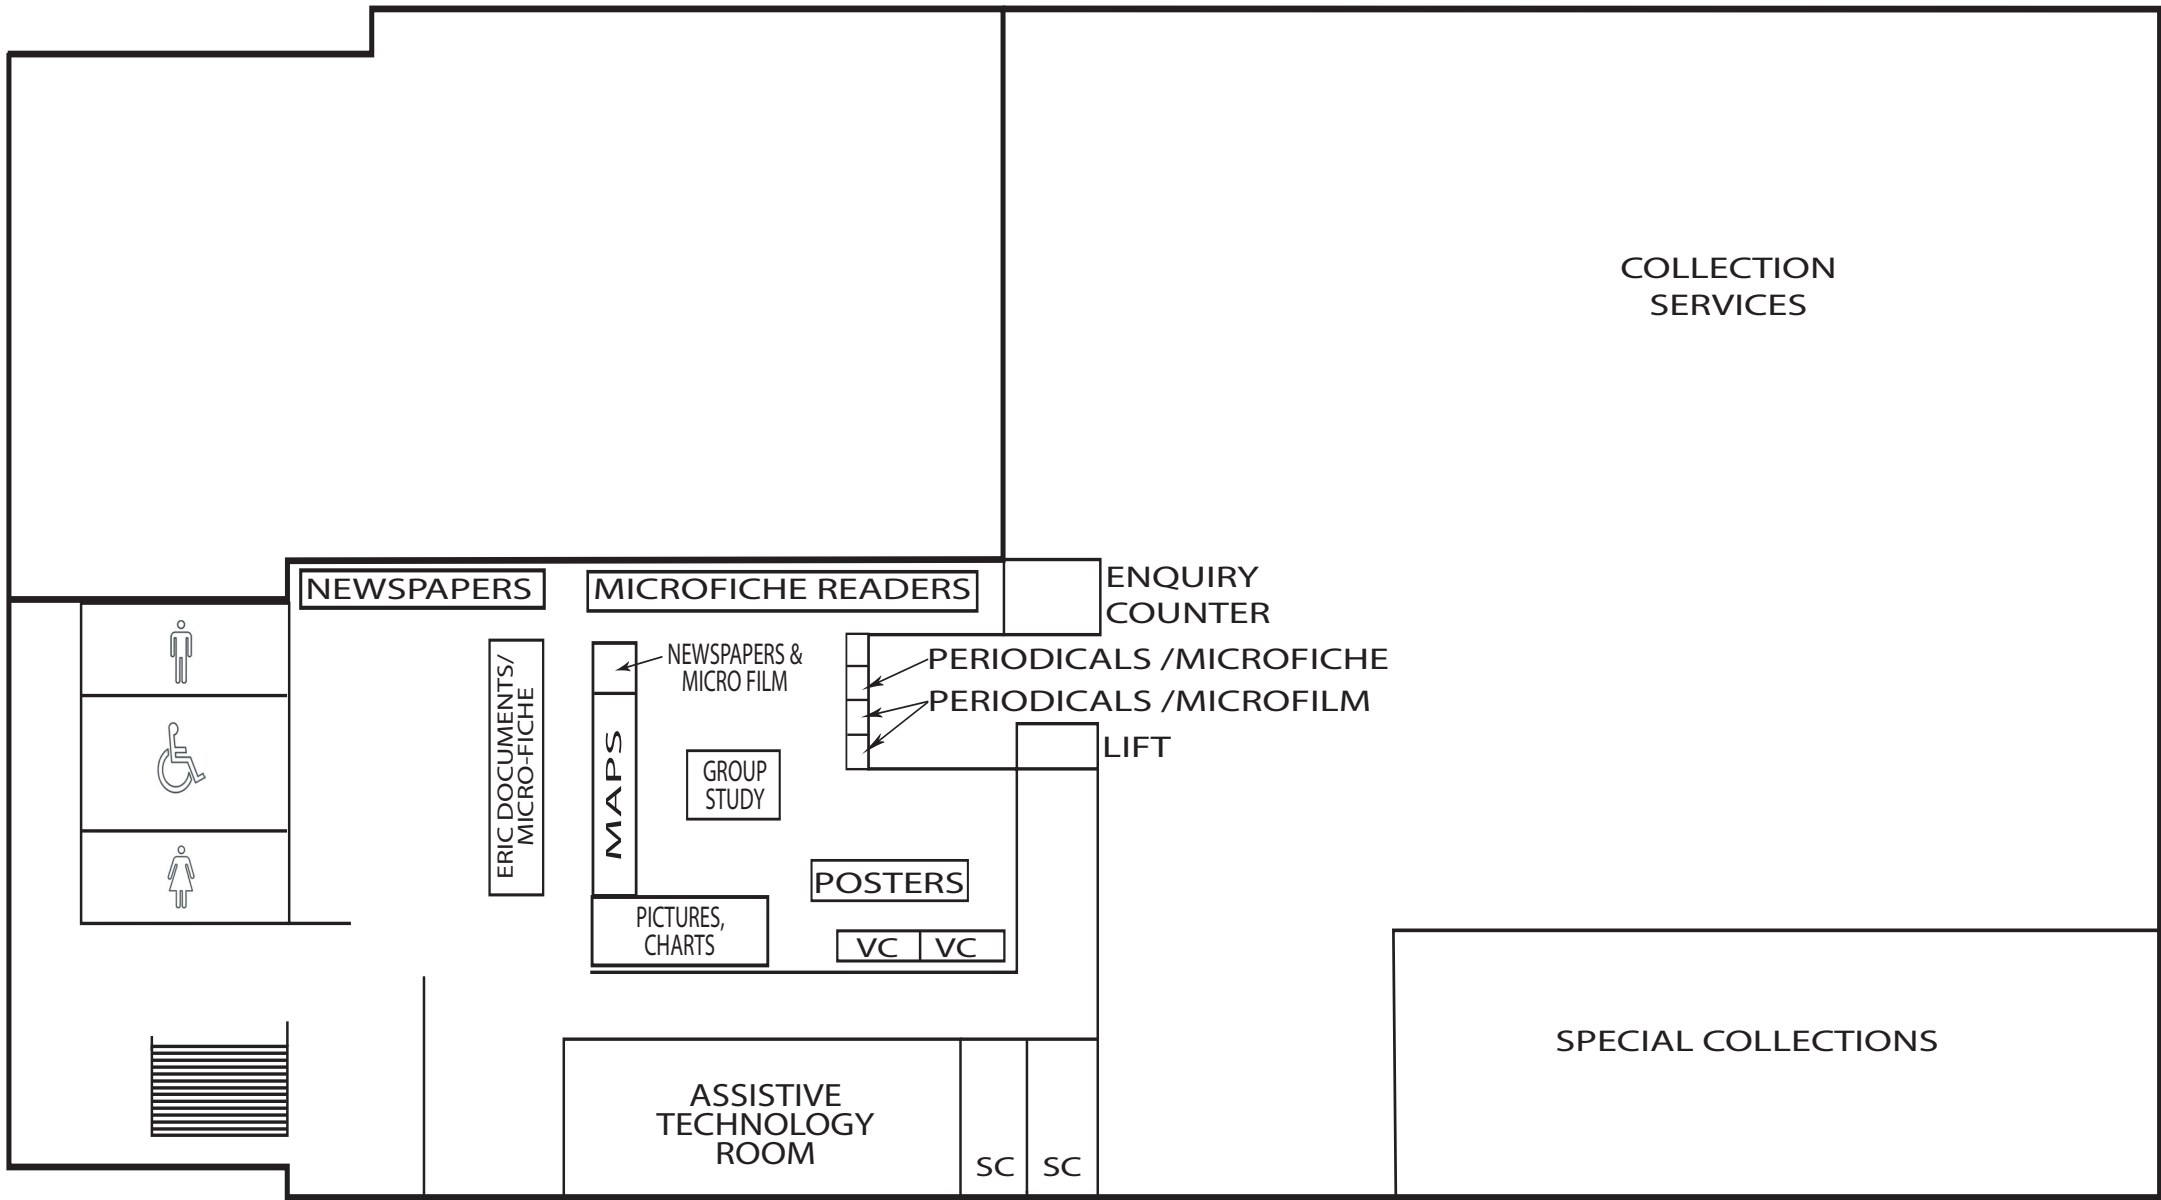 COLLECTION
SERVICES
NEWSPAPERS
MICROFICHE READERS
ENQUIRY
COUNTER
ERIC DOCUMENTS/
MICRO-FICHE
NEWSPAPERS &
MICRO FILM
PERIODICALS /MICROFICHE
PERIODICALS /MICROFILM
LIFT
MAPS
GROUP
STUDY
POSTERS
PICTURES,
CHARTS
VC
VC
SPECIAL COLLECTIONS
ASSISTIVE
TECHNOLOGY
ROOM
SC
SC